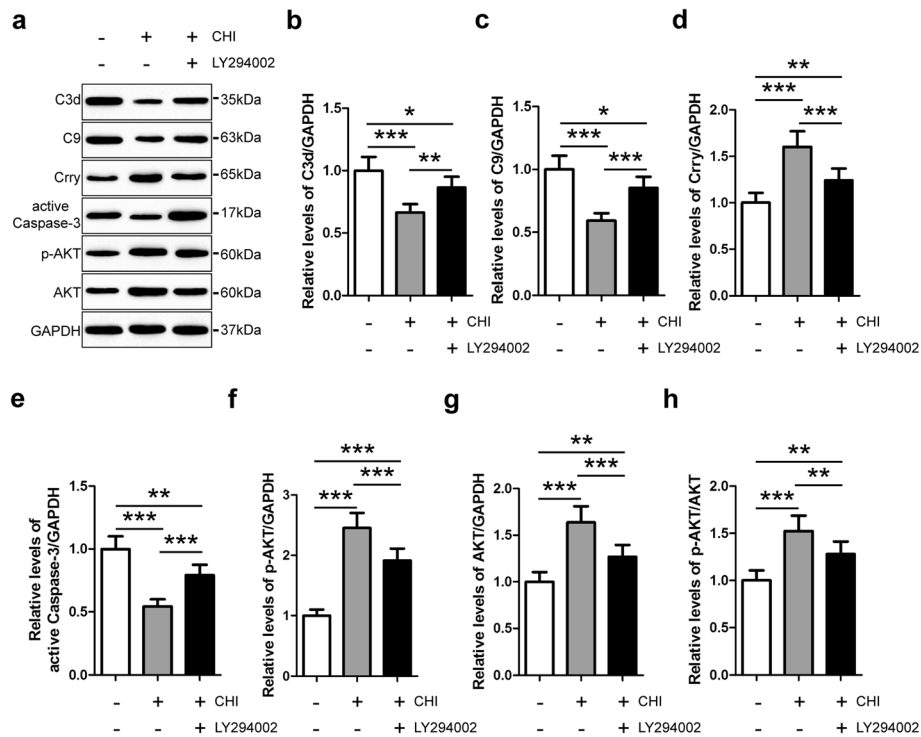 a
- + + CHI
- - + LY294002
C3d -35kDa
C9 -63kDa
Crry -65kDa
active
Caspase-3 -17kDa
p-AKT -60kDa
AKT -60kDa
GAPDH -37kDa
b
Relative levels of C3d/GAPDH
1.5
1.0
0.5
0.0
*
***
**
- + + CHI
- - + LY294002
c
Relative levels of C9/GAPDH
1.5
1.0
0.5
0.0
*
***
***
- + + CHI
- - + LY294002
d
Relative levels of Crry/GAPDH
2.0
1.5
1.0
0.5
0.0
**
***
***
- + + CHI
- - + LY294002
e
Relative levels of
active Caspase-3/GAPDH
1.5
1.0
0.5
0.0
**
***
***
- + + CHI
- - + LY294002
f
Relative levels of p-AKT/GAPDH
3
2
1
0
***
***
***
- + + CHI
- - + LY294002
g
Relative levels of AKT/GAPDH
2.0
1.5
1.0
0.5
0.0
**
***
***
- + + CHI
- - + LY294002
h
Relative levels of p-AKT/AKT
2.0
1.5
1.0
0.5
0.0
**
**
***
- + + CHI
- - + LY294002